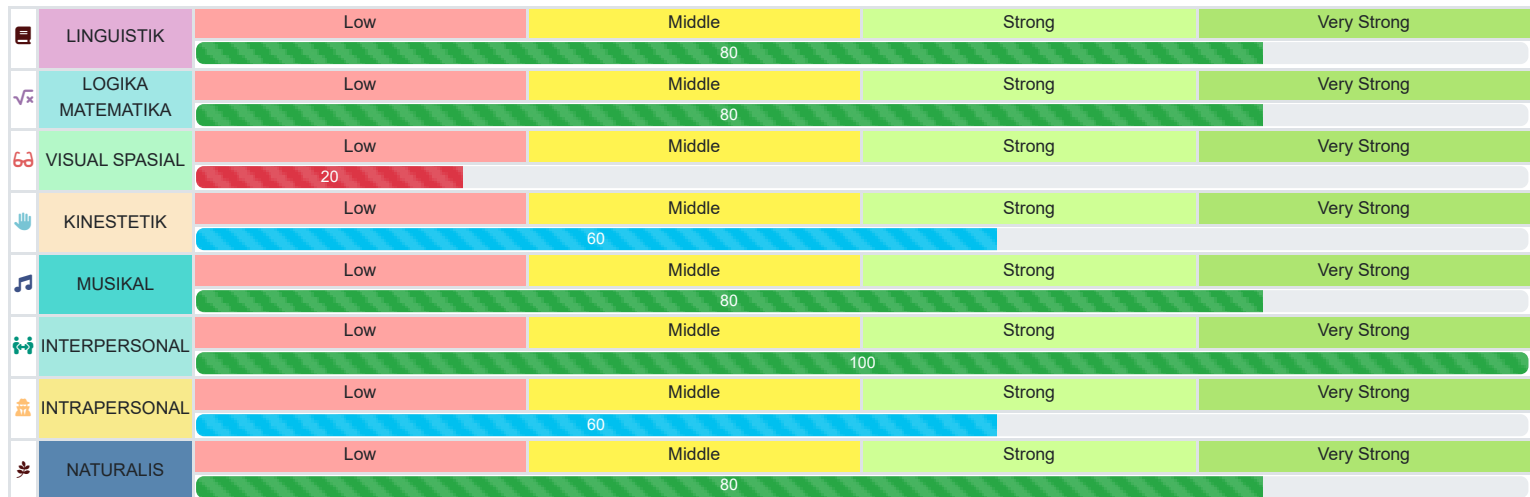 LINGUISTIK
Low Middle Strong Very Strong
80
LOGIKA
MATEMATIKA
Low Middle Strong Very Strong
80
VISUAL SPASIAL
Low Middle Strong Very Strong
20
KINESTETIK
Low Middle Strong Very Strong
60
MUSIKAL
Low Middle Strong Very Strong
80
INTERPERSONAL
Low Middle Strong Very Strong
100
INTRAPERSONAL
Low Middle Strong Very Strong
60
NATURALIS
Low Middle Strong Very Strong
80